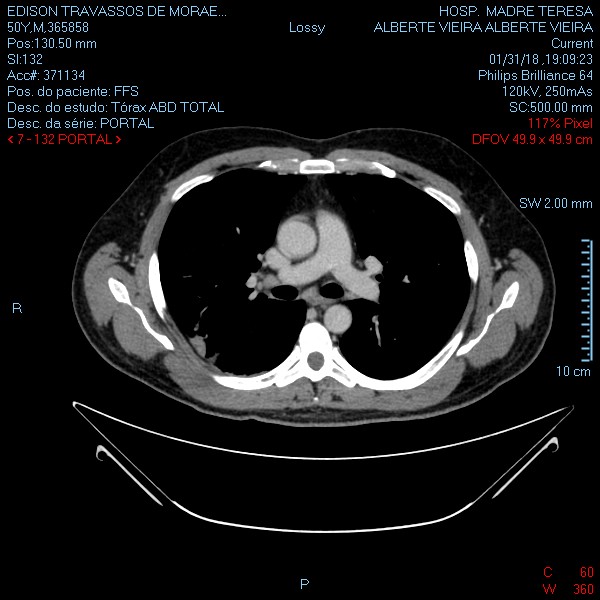 EDISON TRAVASSOS DE MORAE...
50Y,M,365858
Pos:130.50 mm
SI:132
Acc#: 371134
Pos. do paciente: FFS
Desc. do estudo: Tórax ABD TOTAL
Desc. da série: PORTAL
< 7 - 132 PORTAL >
Lossy
HOSP. MADRE TERESA
ALBERTE VIEIRA ALBERTE VIEIRA
Current
01/31/18 ,19:09:23
Philips Brilliance 64
120kV, 250mAs
SC:500.00 mm
117% Pixel
DFOV 49.9 x 49.9 cm
SW 2.00 mm
R
10 cm
P
C 60
W 360